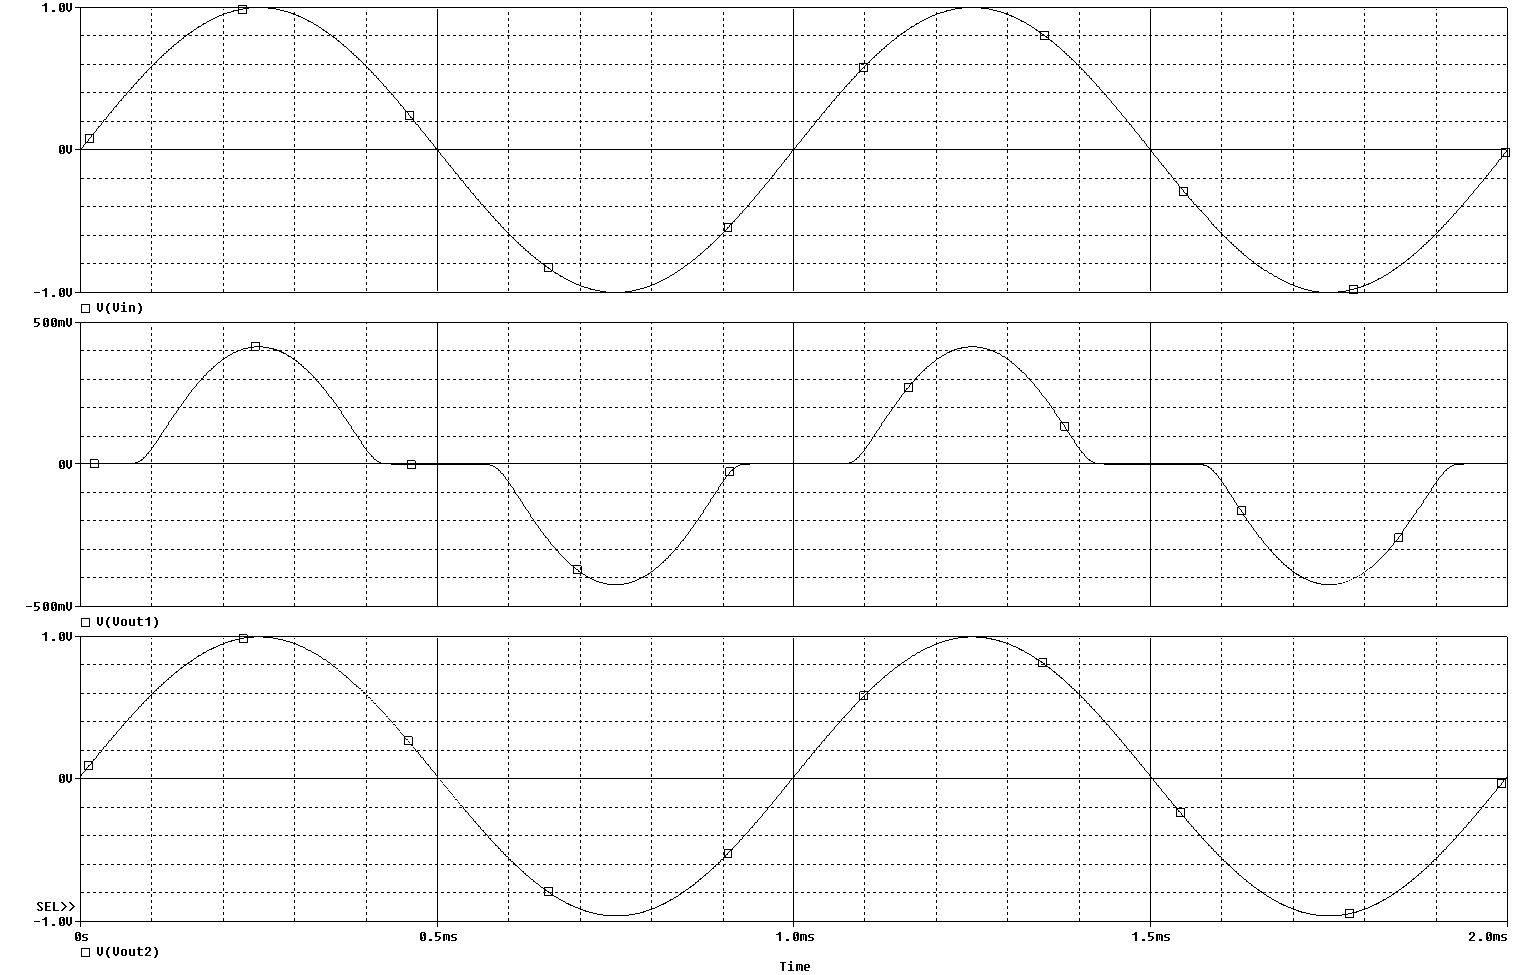 1.0V
0V
-1.0V
V(Vin)
500mV
0V
-500mV
V(Vout1)
1.0V
0V
SEL>>
-1.0V
0s 0.5ms 1.0ms 1.5ms 2.0ms
V(Vout2)
Time